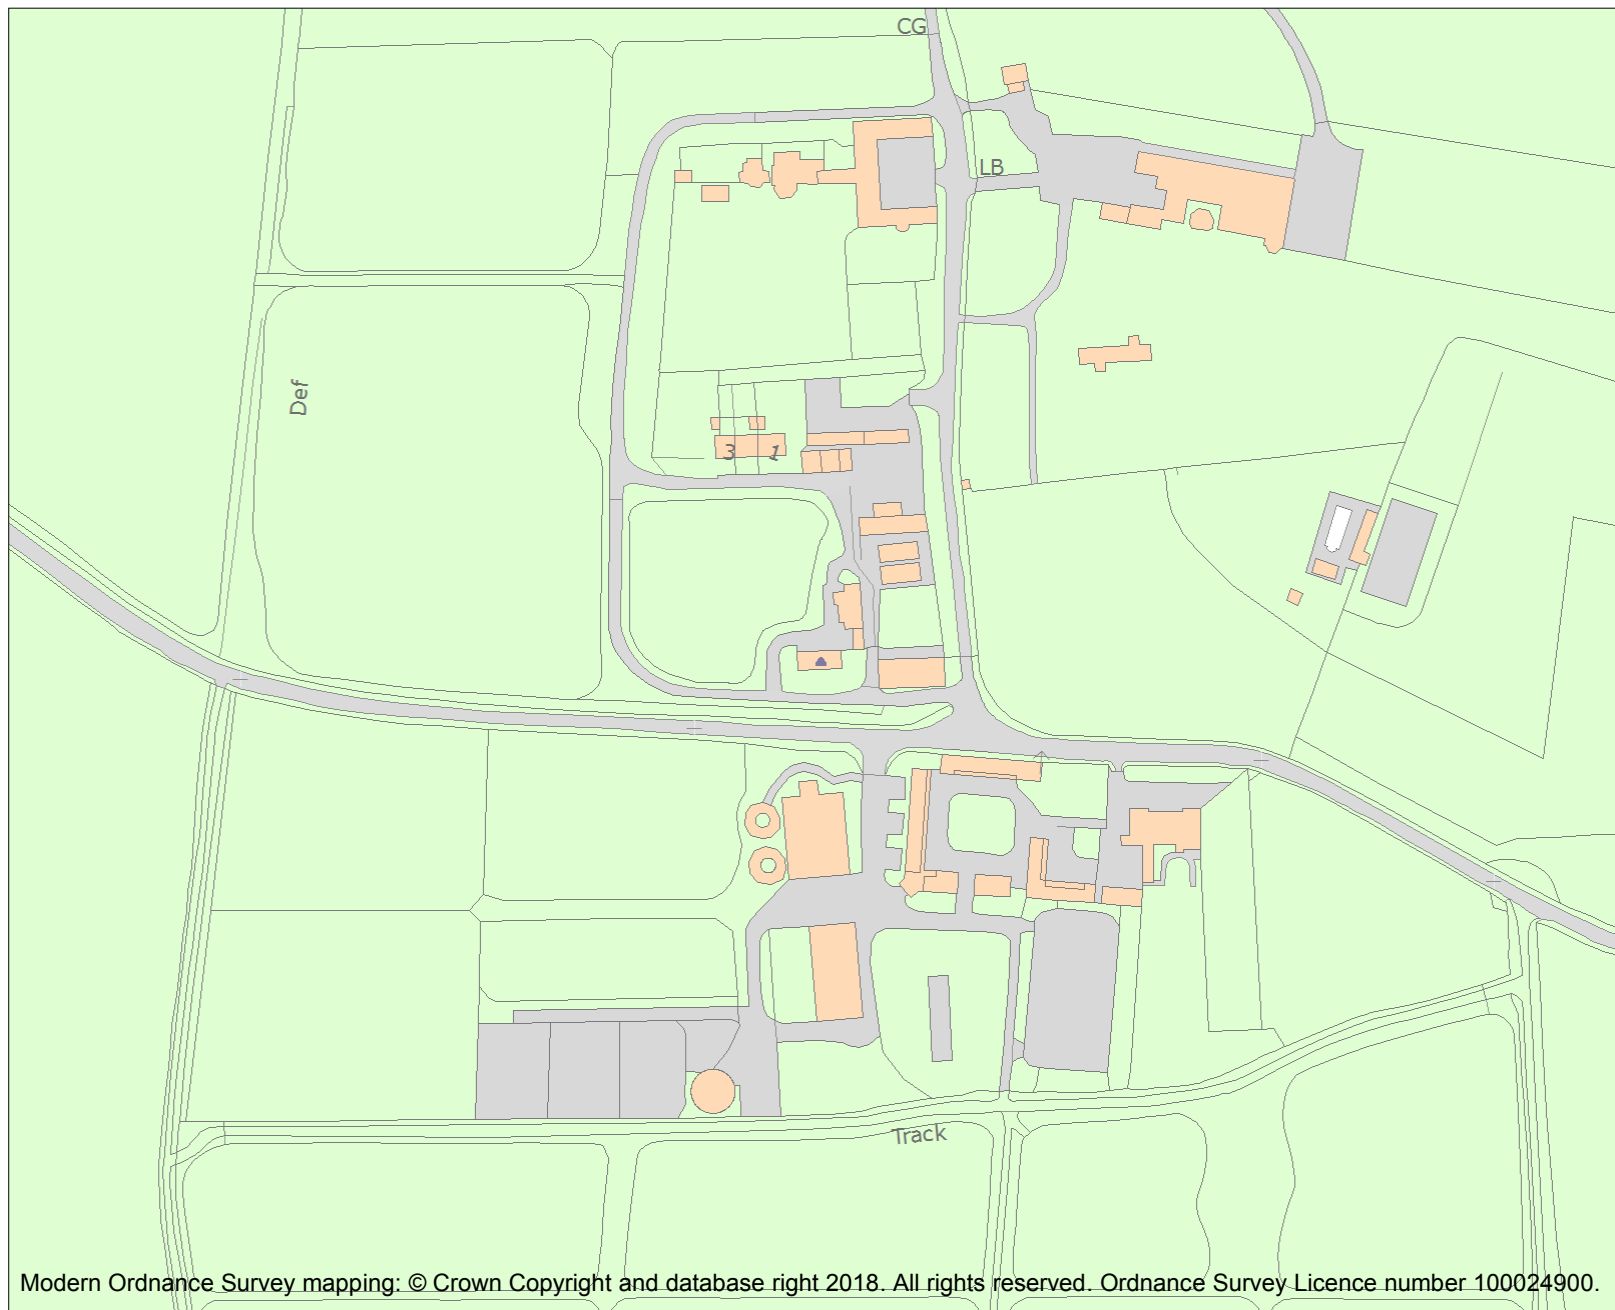 CG
LB
Def
3 1
Track
Modern Ordnance Survey mapping: © Crown Copyright and database right 2018. All rights reserved. Ordnance Survey Licence number 100024900.